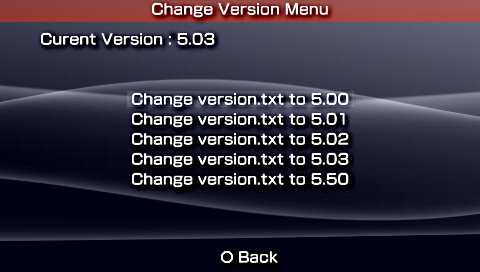 Change Version Menu
Curent Version : 5.03
Change version.txt to 5.00
Change version.txt to 5.01
Change version.txt to 5.02
Change version.txt to 5.03
Change version.txt to 5.50
O Back